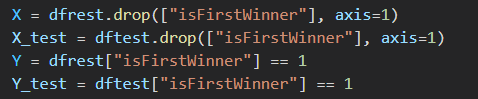 X = dfrest.drop(["isFirstWinner"], axis=1)
X_test = dftest.drop(["isFirstWinner"], axis=1)
Y = dfrest["isFirstWinner"] == 1
Y_test = dftest["isFirstWinner"] == 1